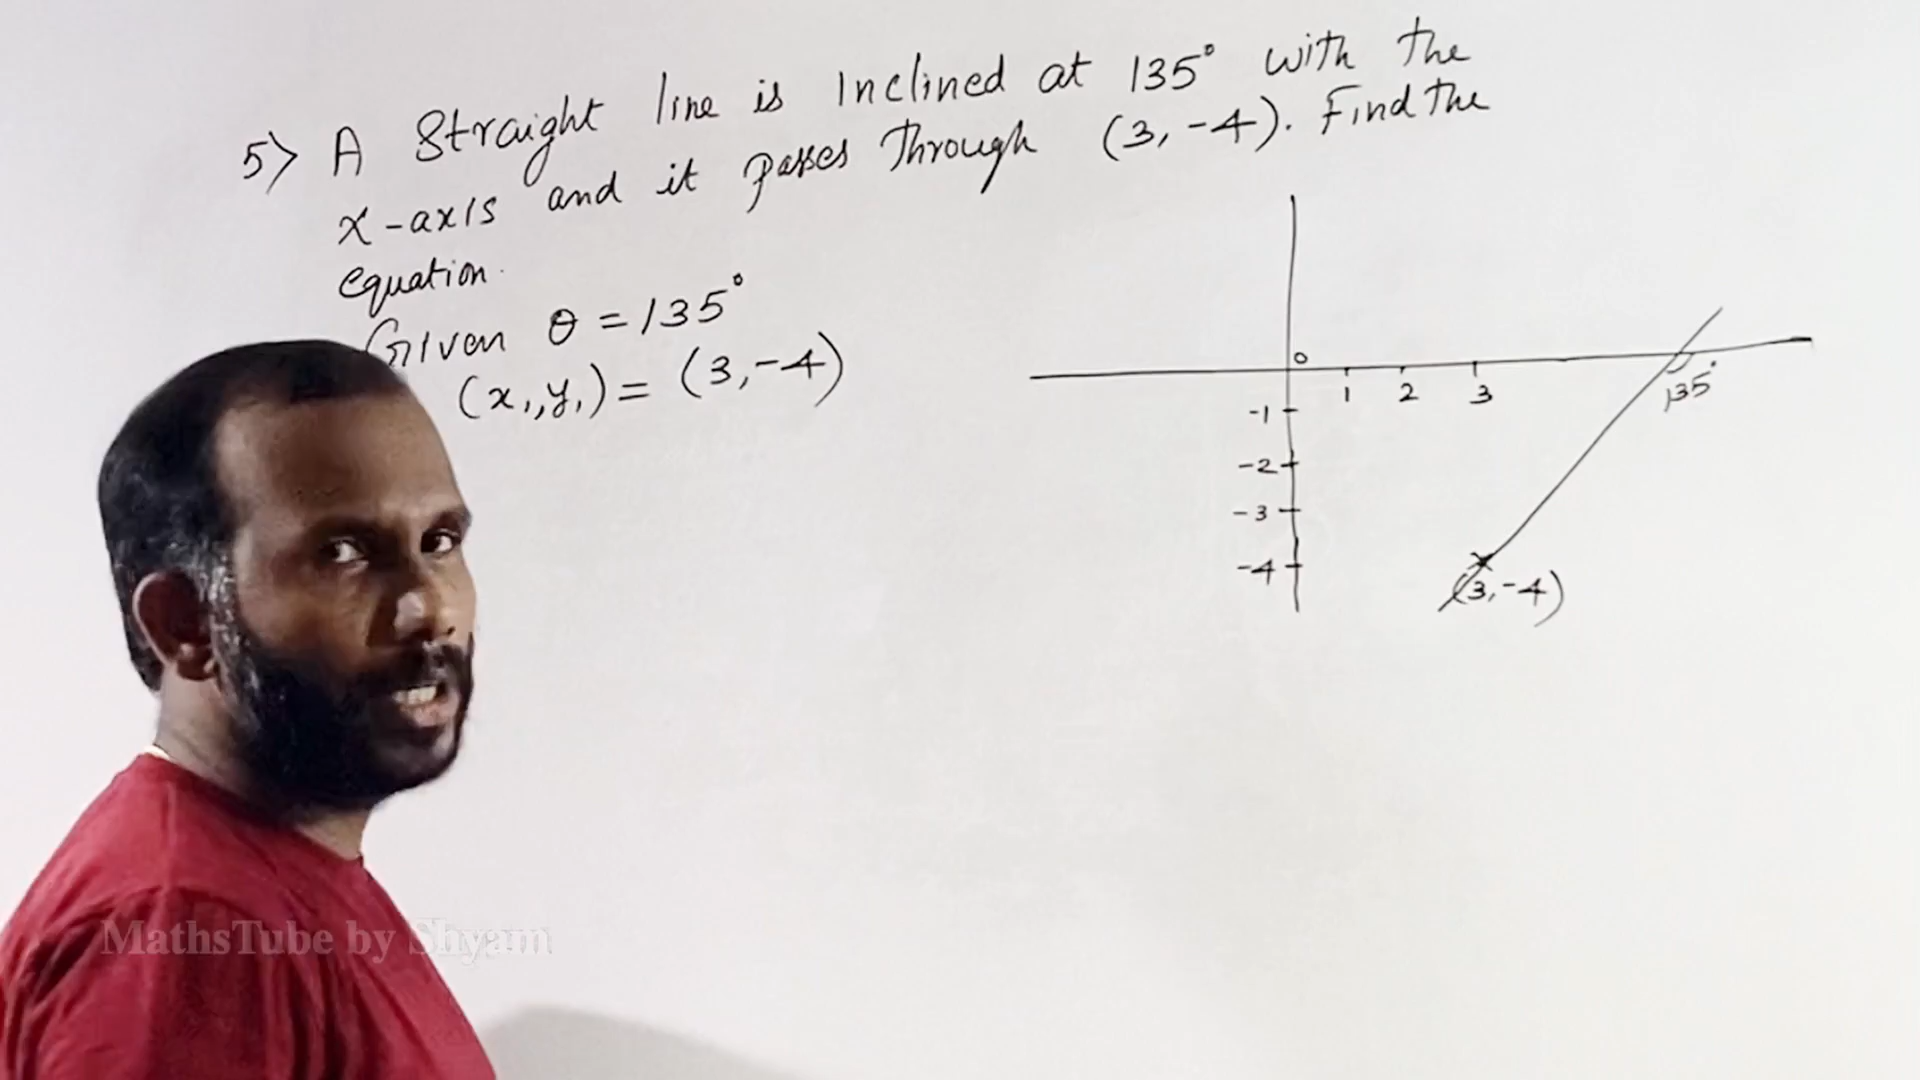 5> A Straight line is Inclined at 135° with the
x-axis and it passes through (3, -4). Find the
equation.
Given θ = 135°
(x₁, y₁) = (3, -4)
0
1 2 3
135°
-1
-2
-3
-4
(3, -4)
MathsTube by Shyam